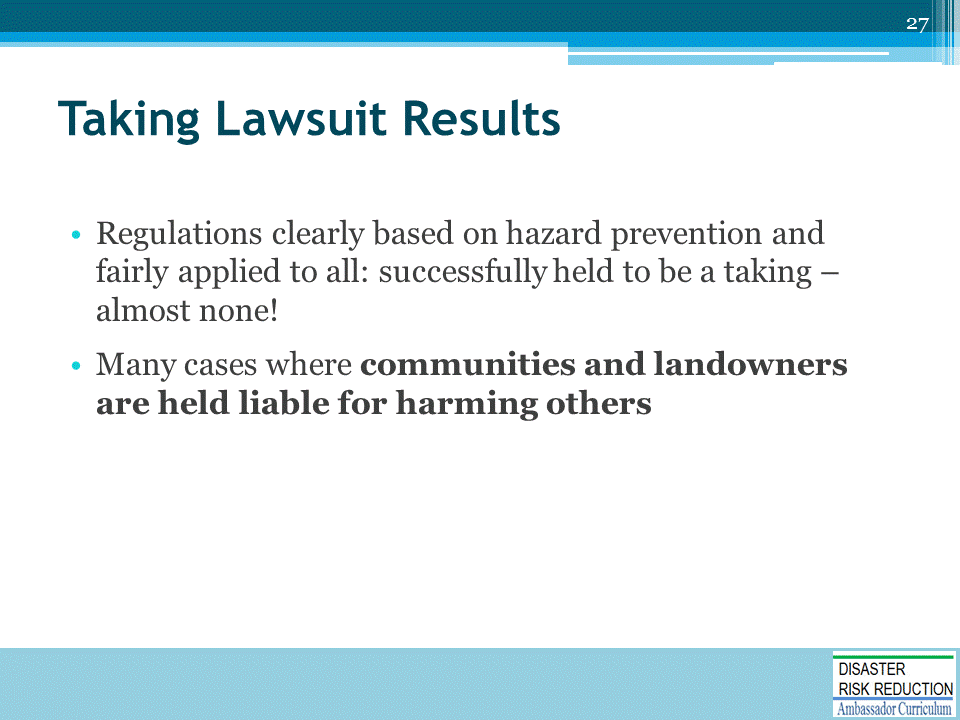 27
Taking Lawsuit Results
• Regulations clearly based on hazard prevention and
fairly applied to all: successfully held to be a taking –
almost none!
• Many cases where communities and landowners
are held liable for harming others
DISASTER
RISK REDUCTION
Ambassador Curriculum